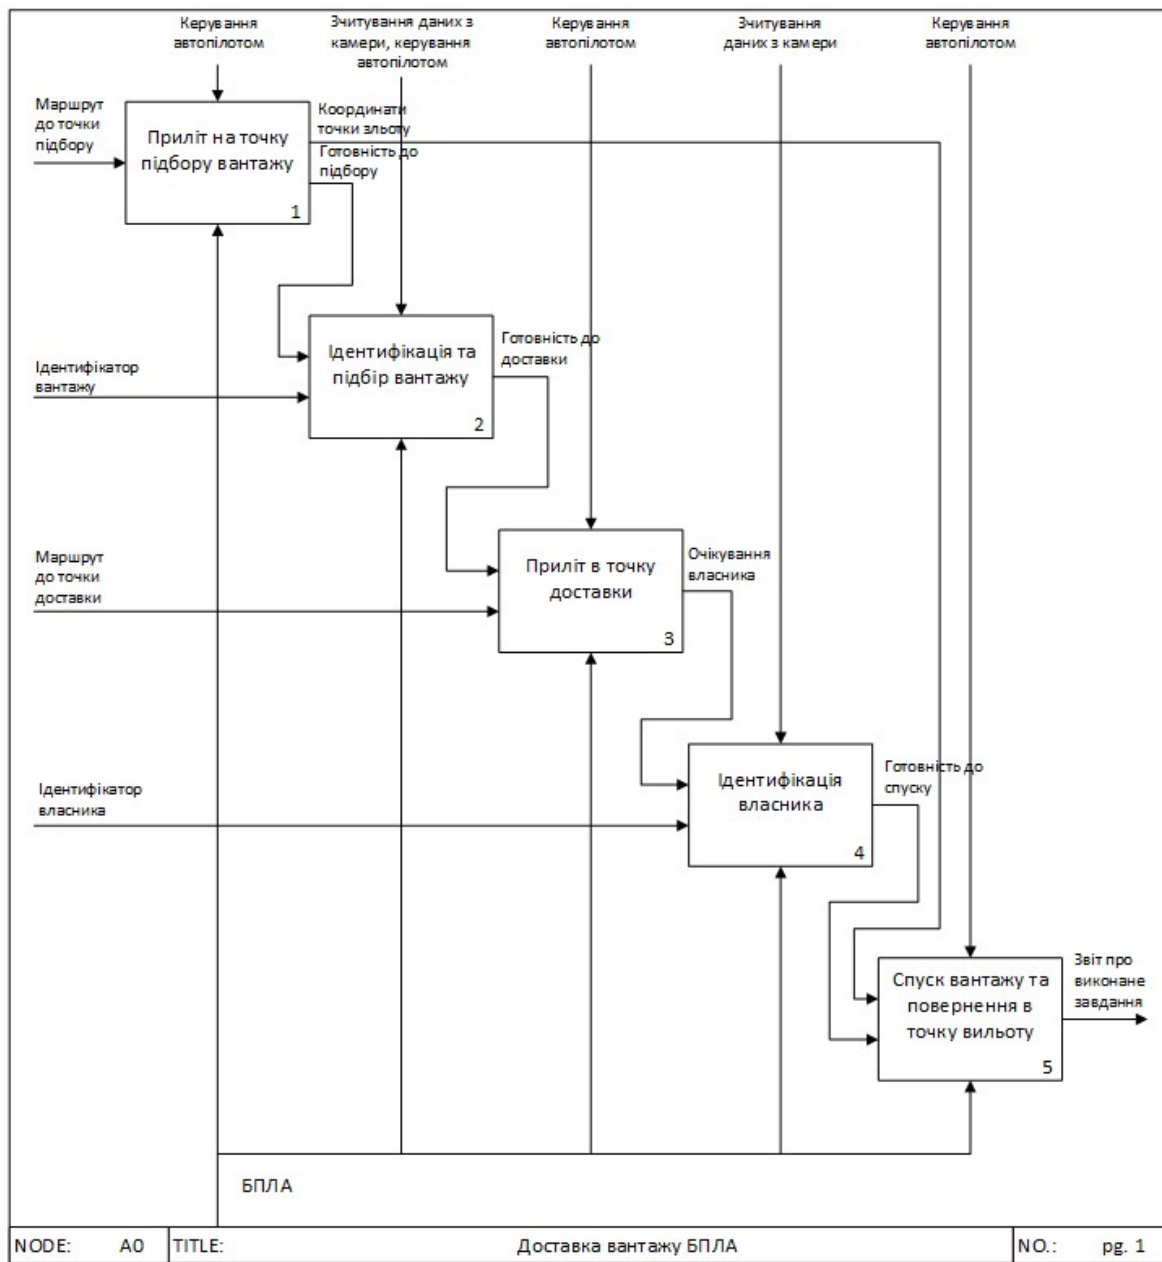 Керування
автопілотом
Зчитування даних з
камери, керування
автопілотом
Керування
автопілотом
Зчитування
даних з камери
Керування
автопілотом
Маршрут
до точки
підбору
Приліт на точку
підбору вантажу
1
Координати
точки зльоту
Готовність до
підбору
Ідентифікатор
вантажу
Ідентифікація та
підбір вантажу
2
Готовність до
доставки
Маршрут
до точки
доставки
Приліт в точку
доставки
3
Очікування
власника
Ідентифікатор
власника
Ідентифікація
власника
4
Готовність до
спуску
Спуск вантажу та
повернення в
точку вильоту
5
Звіт про
виконане
завдання
БПЛА
NODE: A0 TITLE: Доставка вантажу БПЛА NO.: pg. 1